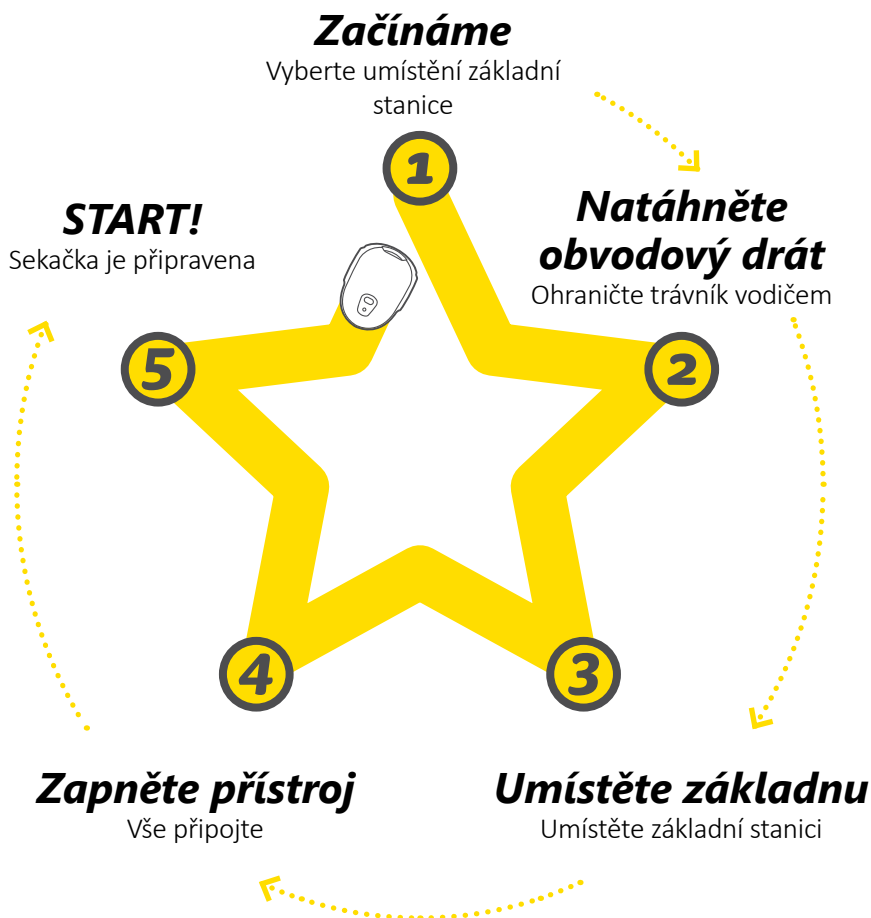 Začínáme
Vyberte umístění základní
stanice
1
Natáhněte
obvodový drát
Ohraničte trávník vodičem
2
START!
Sekačka je připravena
5
4
3
Zapněte přístroj
Vše připojte
Umístěte základnu
Umístěte základní stanici